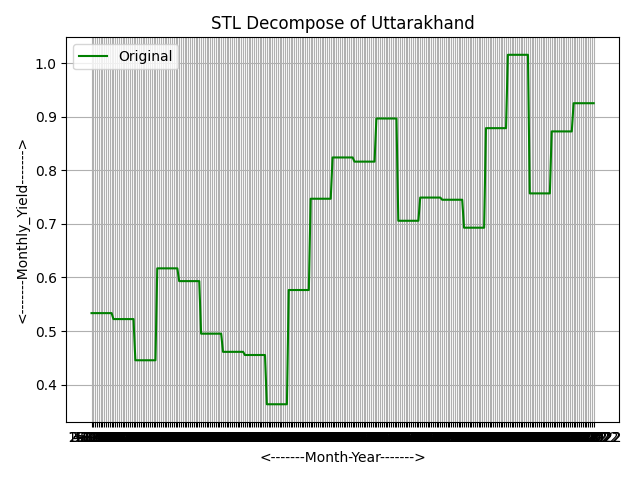 STL Decompose of Uttarakhand
Original
1.0
0.9
0.8
0.7
0.6
0.5
0.4
<------Monthly_Yield------>
<-------Month-Year------->